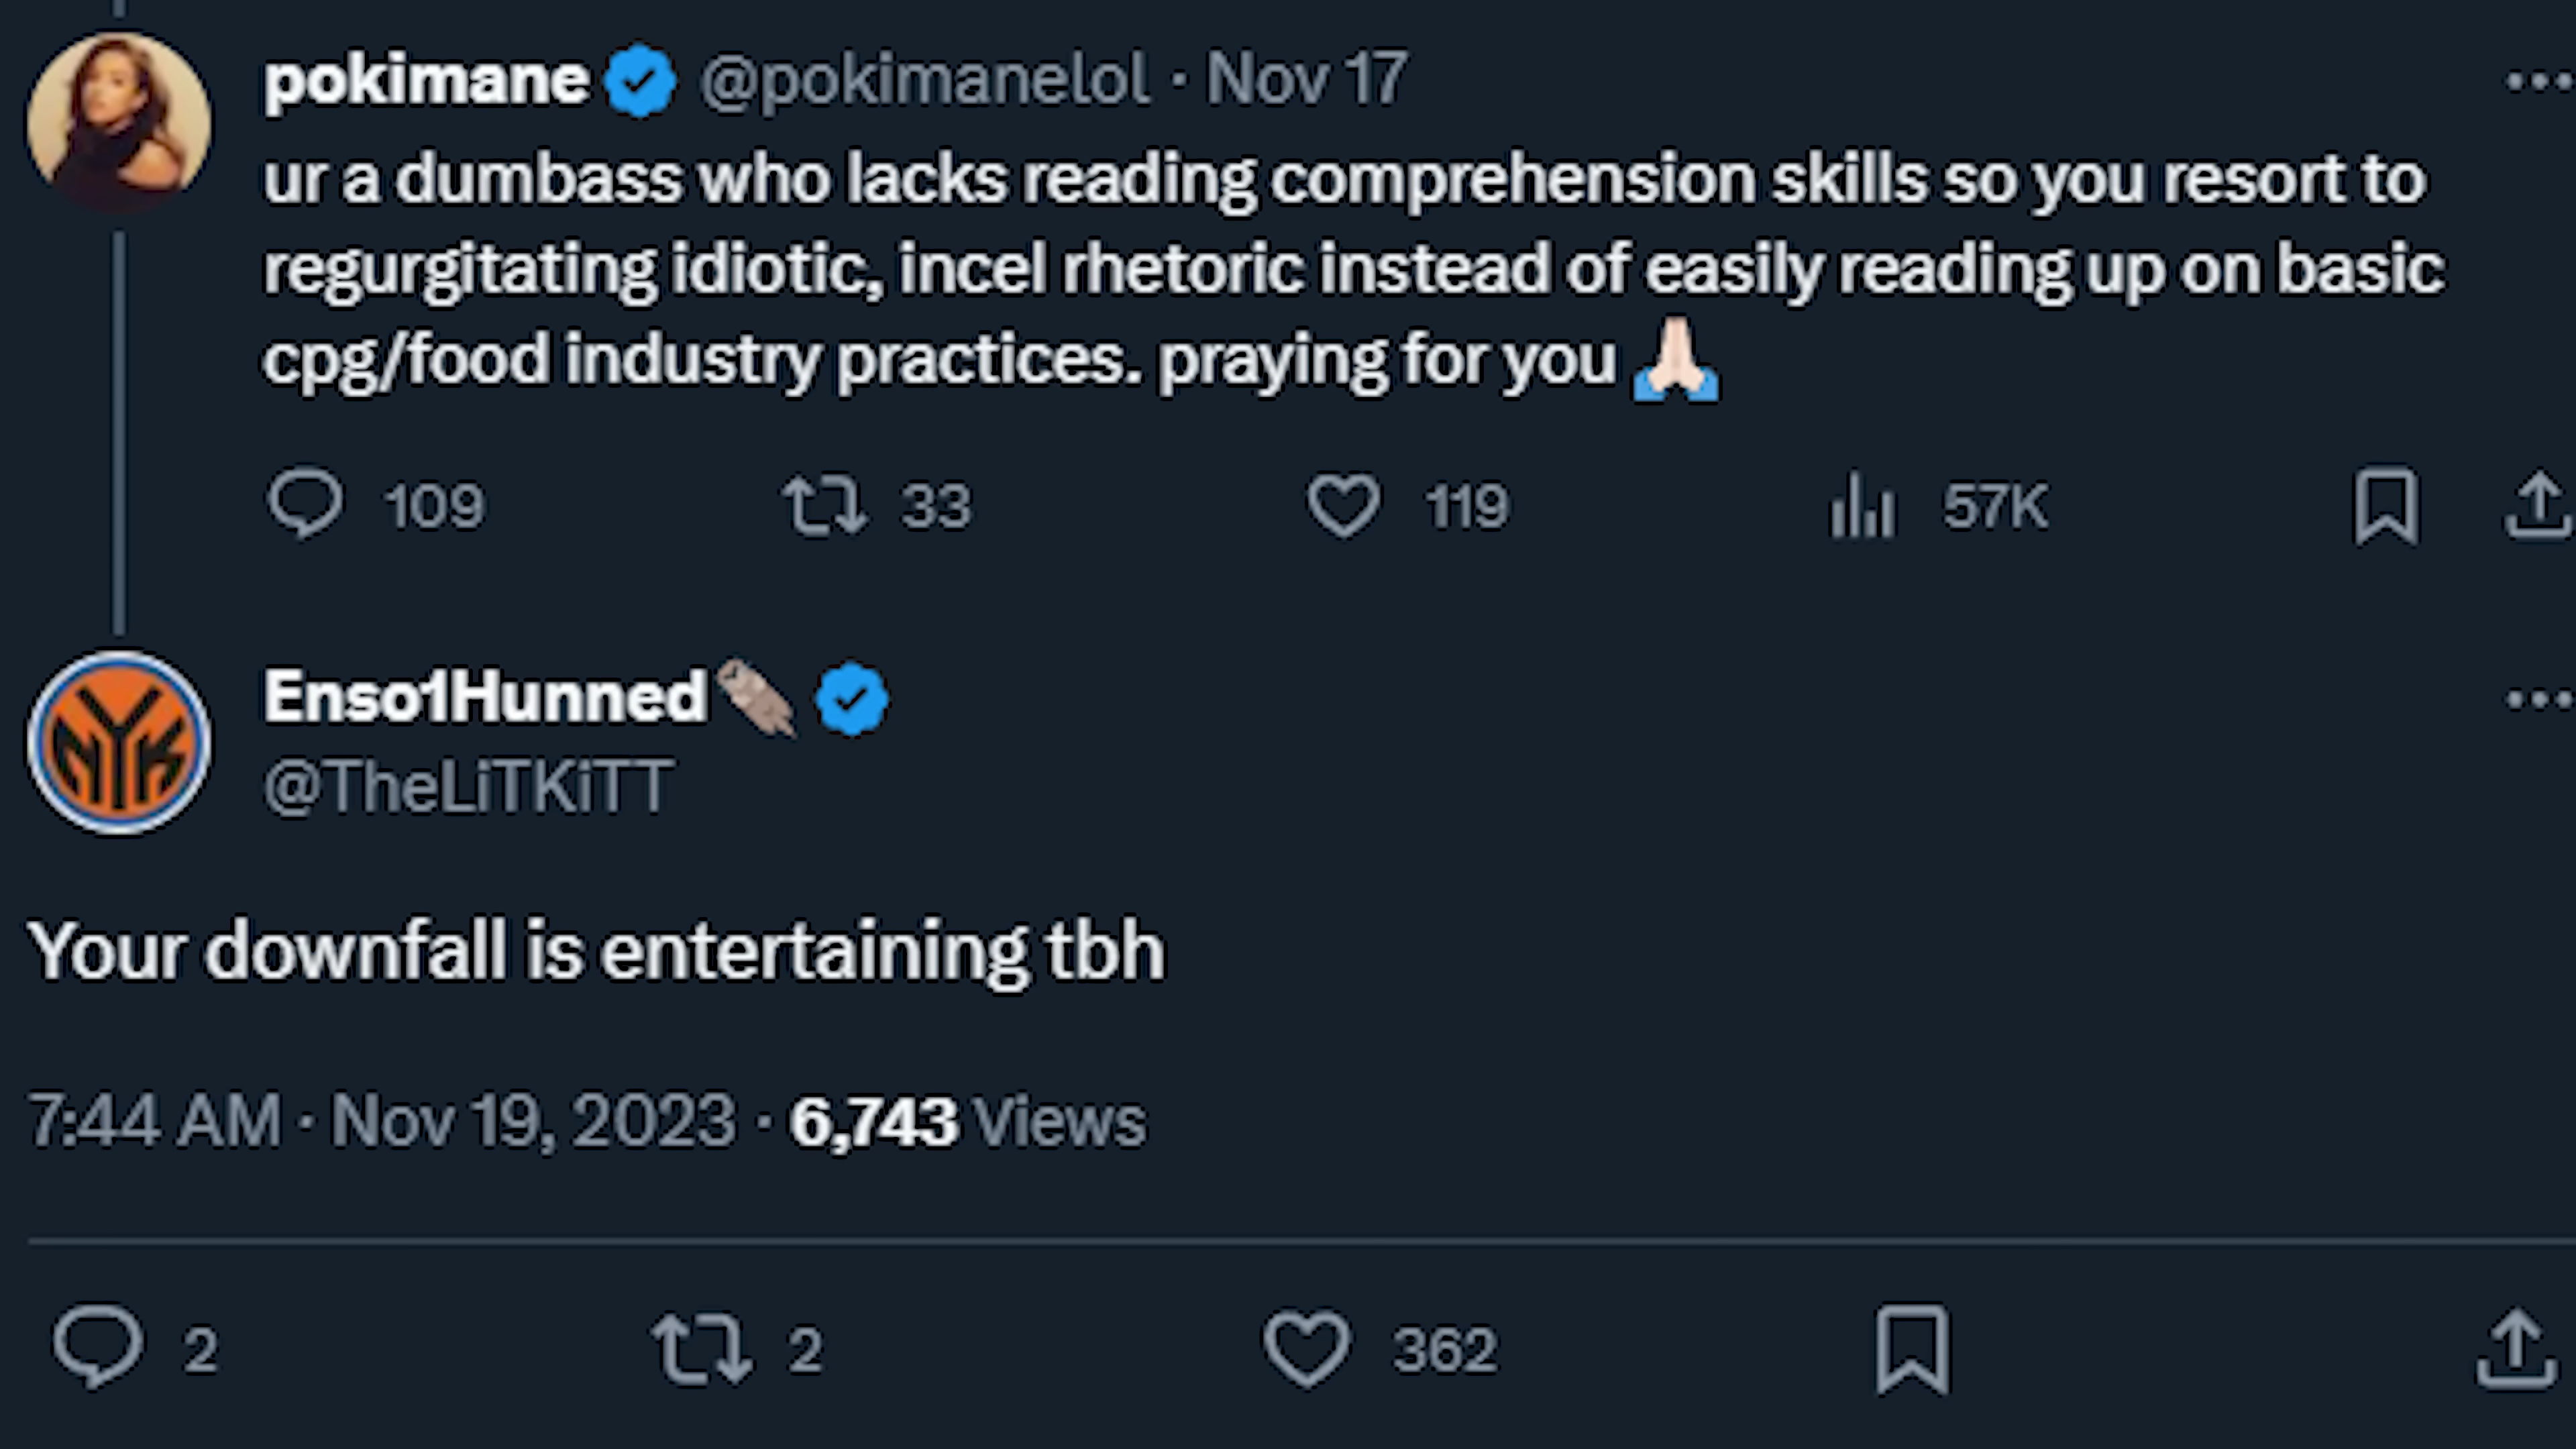 pokimane @pokimanelol · Nov 17
ur a dumbass who lacks reading comprehension skills so you resort to
regurgitating idiotic, incel rhetoric instead of easily reading up on basic
cpg/food industry practices. praying for you 🙏🏻
109 33 119 57K
NYK
Enso1Hunned🪵
@TheLiTKiTT
Your downfall is entertaining tbh
7:44 AM · Nov 19, 2023 · 6,743 Views
2 2 362